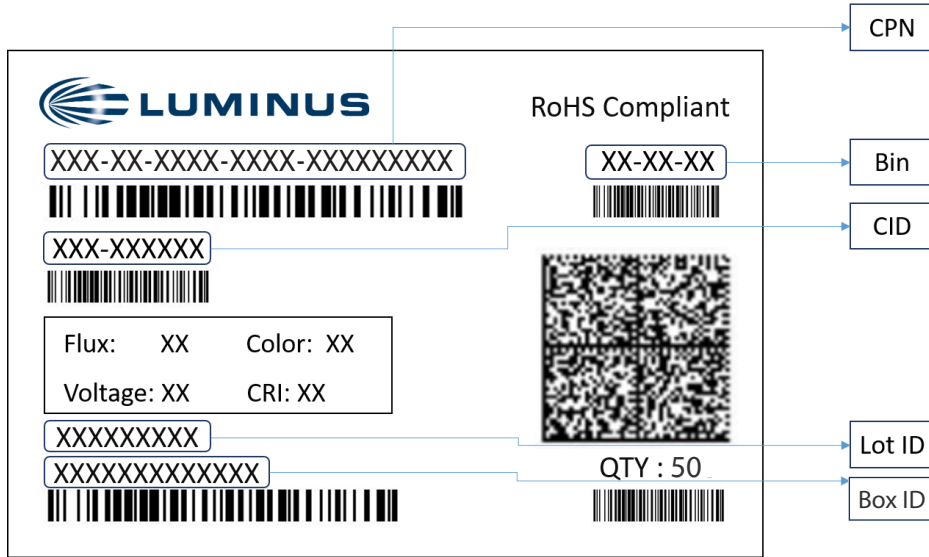 CPN
LUMINUS
RoHS Compliant
XXX-XX-XXXX-XXXX-XXXXXXXXX
XX-XX-XX
Bin
XXX-XXXXXX
CID
Flux: XX Color: XX
Voltage: XX CRI: XX
XXXXXXXXX
Lot ID
XXXXXXXXXXXXX
QTY : 50
Box ID